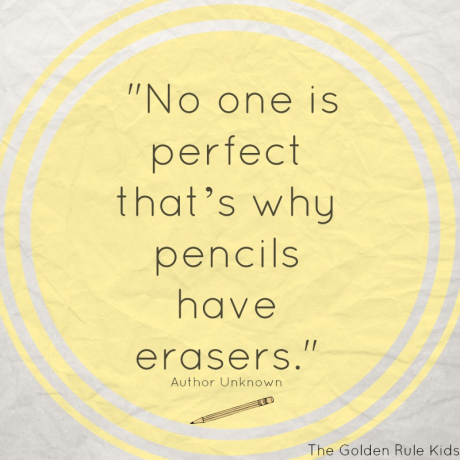 "No one is
perfect
that's why
pencils
have
erasers."
Author Unknown
The Golden Rule Kids